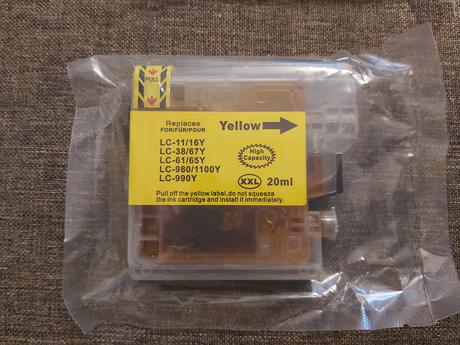 PULL
Replaces
FOR/FÜR/POUR
Yellow
LC-11/16Y
LC-38/67Y
LC-61/65Y
LC-980/1100Y
LC-990Y
High
Capacity
XXL 20ml
Pull off the yellow label,do not squeeze
the ink cartridge and install it immediately.